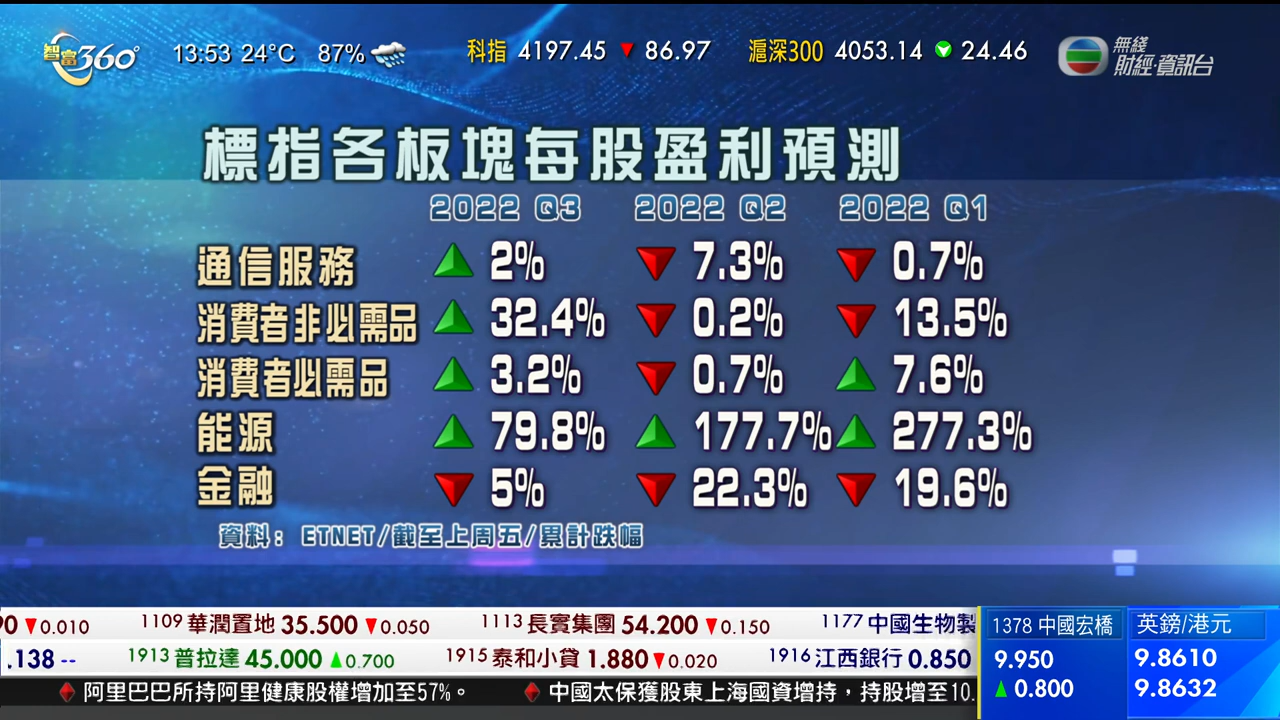 智富360° 13:53 24°C 87% 科指 4197.45 ▼ 86.97 滬深300 4053.14 24.46 無綫
財經·資訊台
標指各板塊每股盈利預測
2022 Q3 2022 Q2 2022 Q1
通信服務 ▲ 2% ▼ 7.3% ▼ 0.7%
消費者非必需品 ▲ 32.4% ▼ 0.2% ▼ 13.5%
消費者必需品 ▲ 3.2% ▼ 0.7% ▲ 7.6%
能源 ▲ 79.8% ▲ 177.7% ▲ 277.3%
金融 ▼ 5% ▼ 22.3% ▼ 19.6%
資料: ETNET/截至上周五/累計跌幅
0 ▼0.010 1109 華潤置地 35.500 ▼0.050 1113 長實集團 54.200 ▼0.150 1177 中國生物製
.138 -- 1913 普拉達 45.000 ▲0.700 1915 泰和小貸 1.880 ▼0.020 1916 江西銀行 0.850
阿里巴巴所持阿里健康股權增加至57%。 中國太保獲股東上海國資增持，持股增至10.
1378 中國宏橋
9.950
▲ 0.800
英鎊/港元
9.8610
9.8632